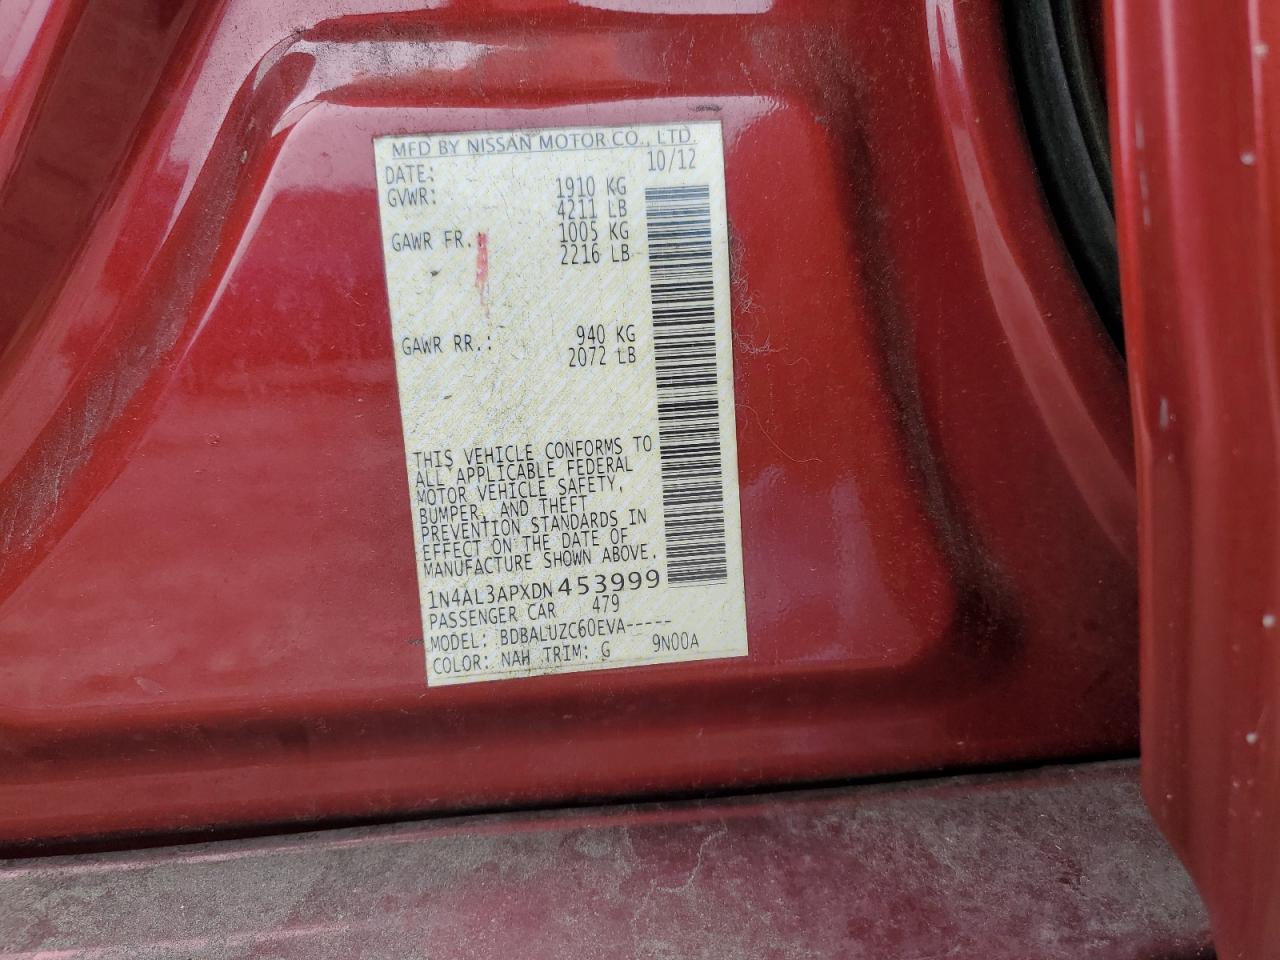 MFD BY NISSAN MOTOR CO., LTD.
DATE: 10/12
GVWR: 1910 KG
4211 LB
GAWR FR.: 1005 KG
2216 LB
GAWR RR.: 940 KG
2072 LB
THIS VEHICLE CONFORMS TO
ALL APPLICABLE FEDERAL
MOTOR VEHICLE SAFETY,
BUMPER, AND THEFT
PREVENTION STANDARDS IN
EFFECT ON THE DATE OF
MANUFACTURE SHOWN ABOVE.
1N4AL3APXDN453999
PASSENGER CAR 479
MODEL: BDBALUZC60EVA-----
COLOR: NAH TRIM: G 9N00A